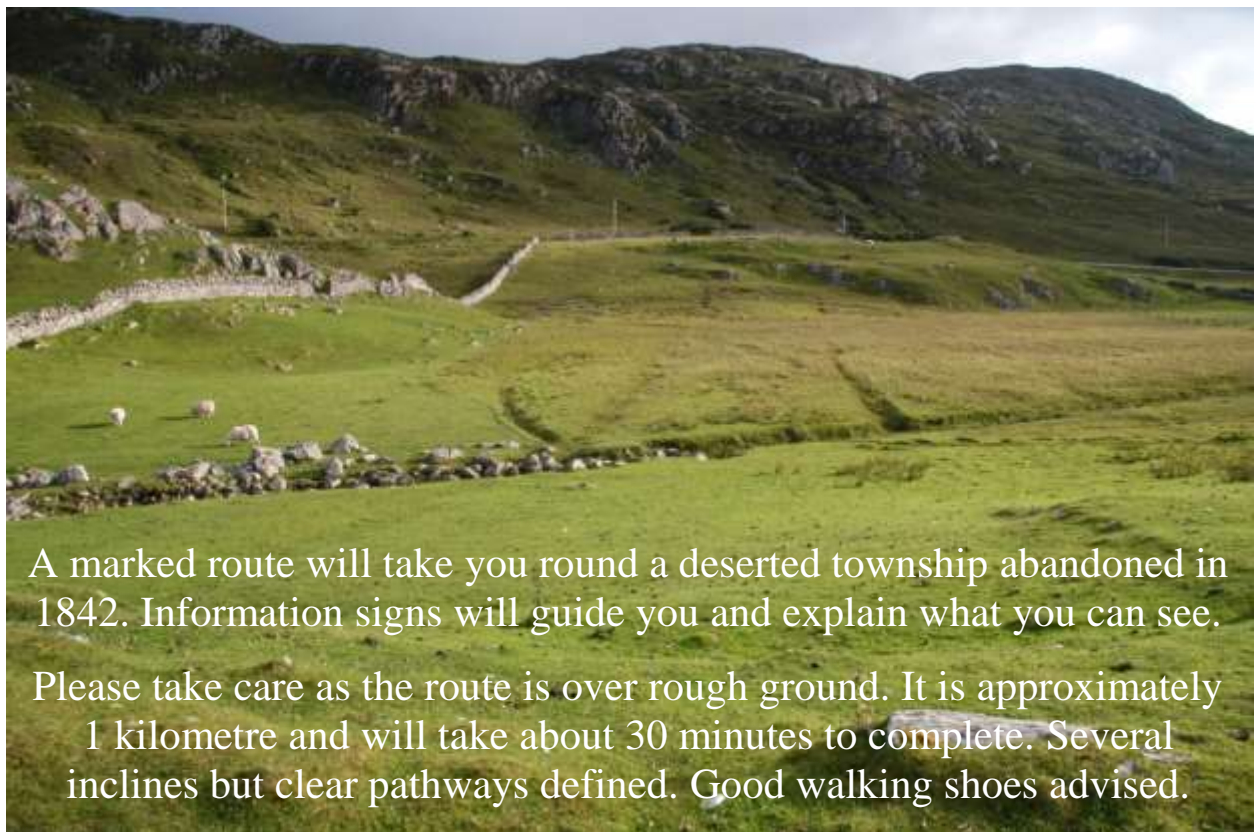 A marked route will take you round a deserted township abandoned in
1842. Information signs will guide you and explain what you can see.
Please take care as the route is over rough ground. It is approximately
1 kilometre and will take about 30 minutes to complete. Several
inclines but clear pathways defined. Good walking shoes advised.